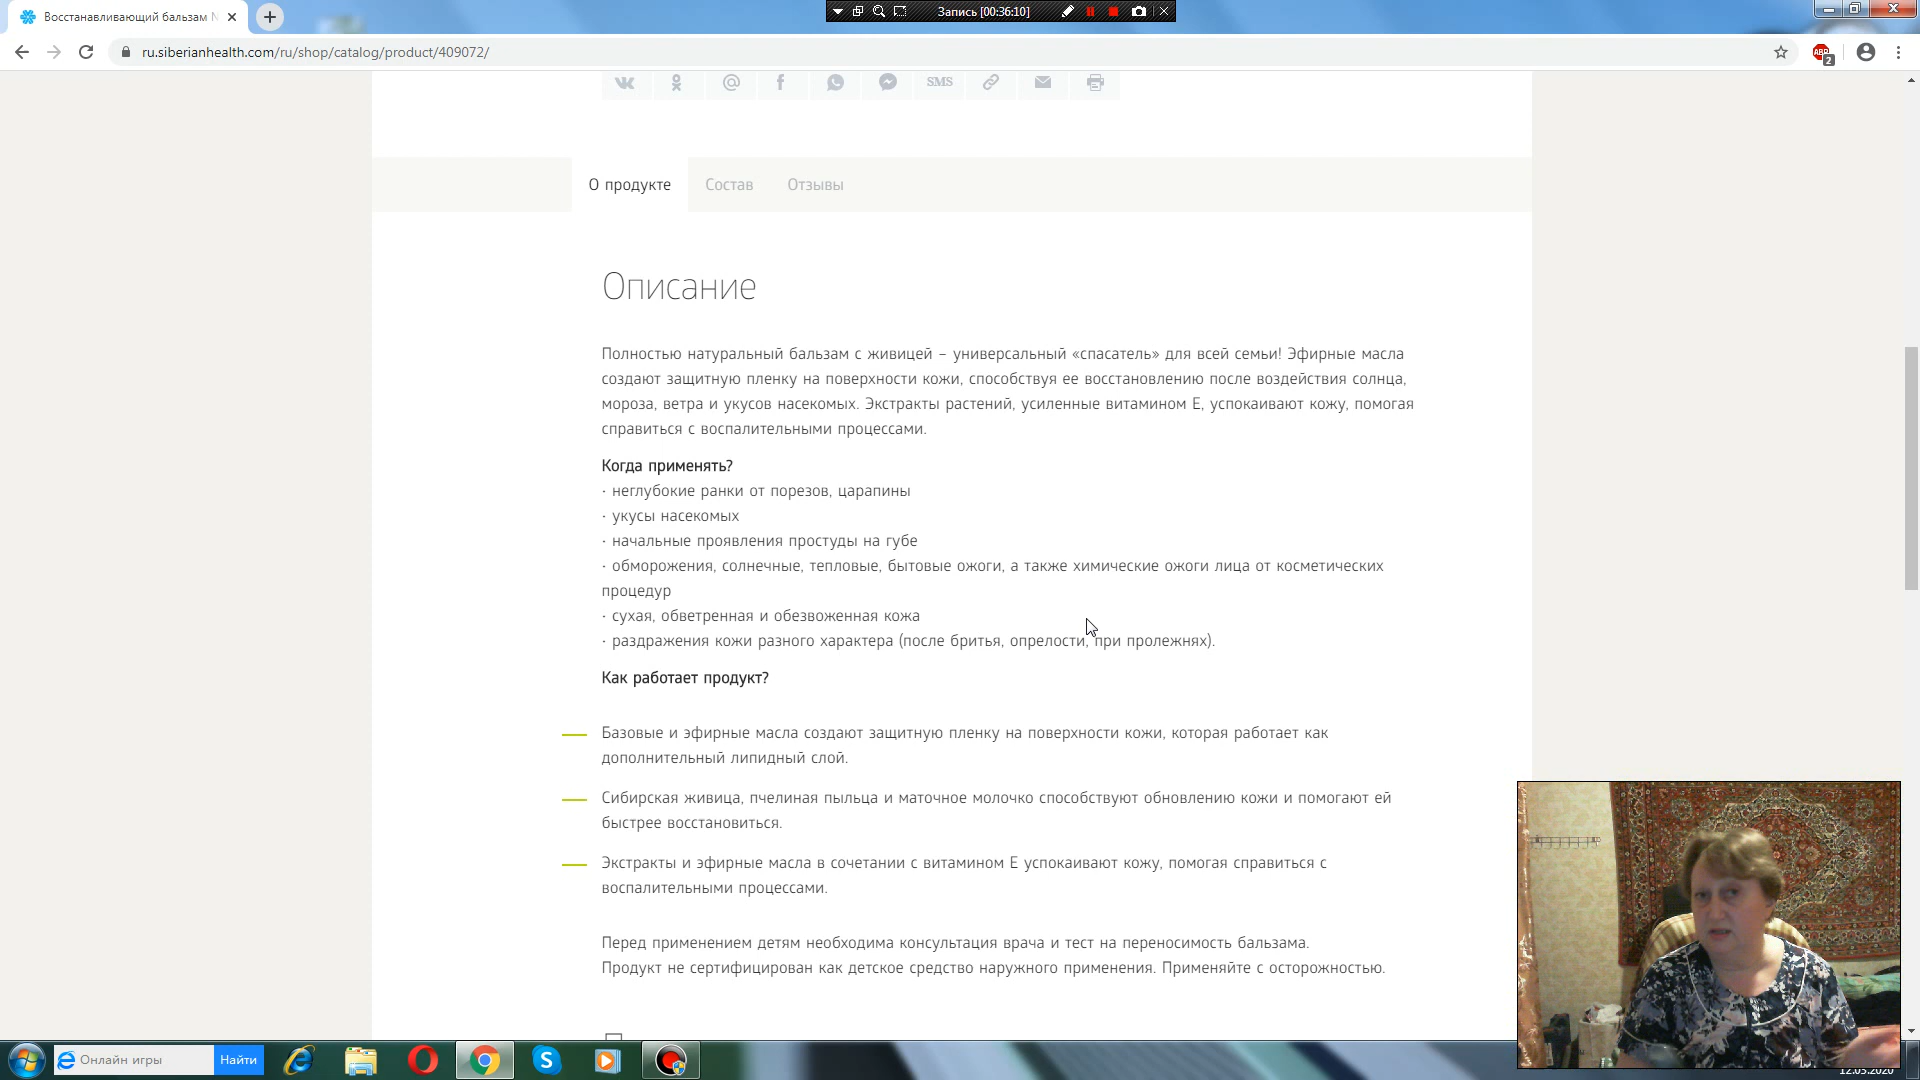 Восстанавливающий бальзам
Запись [00:36:10]
ru.siberianhealth.com/ru/shop/catalog/product/409072/
ABP
2
SMS
О продукте Состав Отзывы
Описание
Полностью натуральный бальзам с живицей – универсальный «спасатель» для всей семьи! Эфирные масла
создают защитную пленку на поверхности кожи, способствуя ее восстановлению после воздействия солнца,
мороза, ветра и укусов насекомых. Экстракты растений, усиленные витамином Е, успокаивают кожу, помогая
справиться с воспалительными процессами.
Когда применять?
· неглубокие ранки от порезов, царапины
· укусы насекомых
· начальные проявления простуды на губе
· обморожения, солнечные, тепловые, бытовые ожоги, а также химические ожоги лица от косметических
процедур
· сухая, обветренная и обезвоженная кожа
· раздражения кожи разного характера (после бритья, опрелости, при пролежнях).
Как работает продукт?
Базовые и эфирные масла создают защитную пленку на поверхности кожи, которая работает как
дополнительный липидный слой.
Сибирская живица, пчелиная пыльца и маточное молочко способствуют обновлению кожи и помогают ей
быстрее восстановиться.
Экстракты и эфирные масла в сочетании с витамином Е успокаивают кожу, помогая справиться с
воспалительными процессами.
Перед применением детям необходима консультация врача и тест на переносимость бальзама.
Продукт не сертифицирован как детское средство наружного применения. Применяйте с осторожностью.
Онлайн игры Найти
12.03.2020